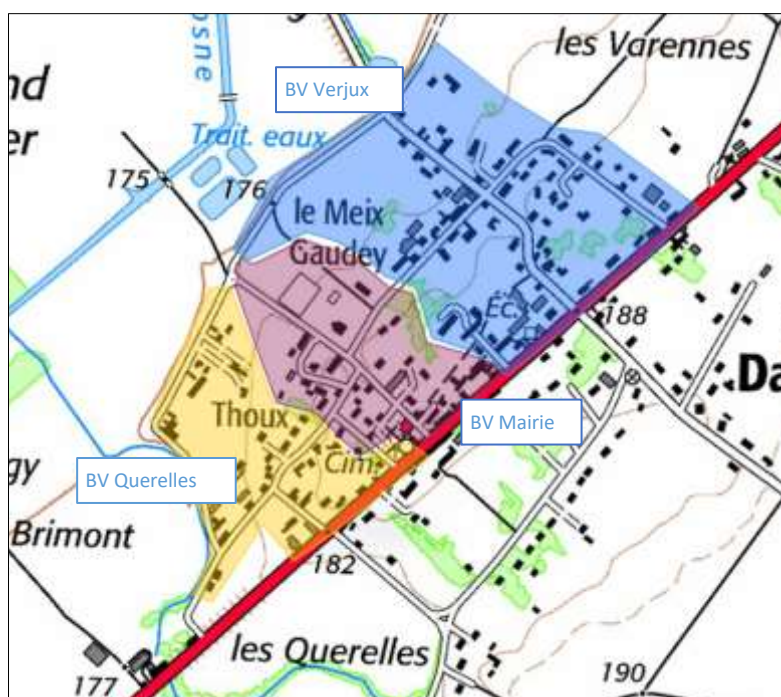 osne
les Varennes
BV Verjux
nd
er
Trait. eaux
175
176
le Meix
Gaudey
Éc.
188
Da
Thoux
BV Mairie
Cim.
gy
BV Querelles
Brimont
182
les Querelles
177
190